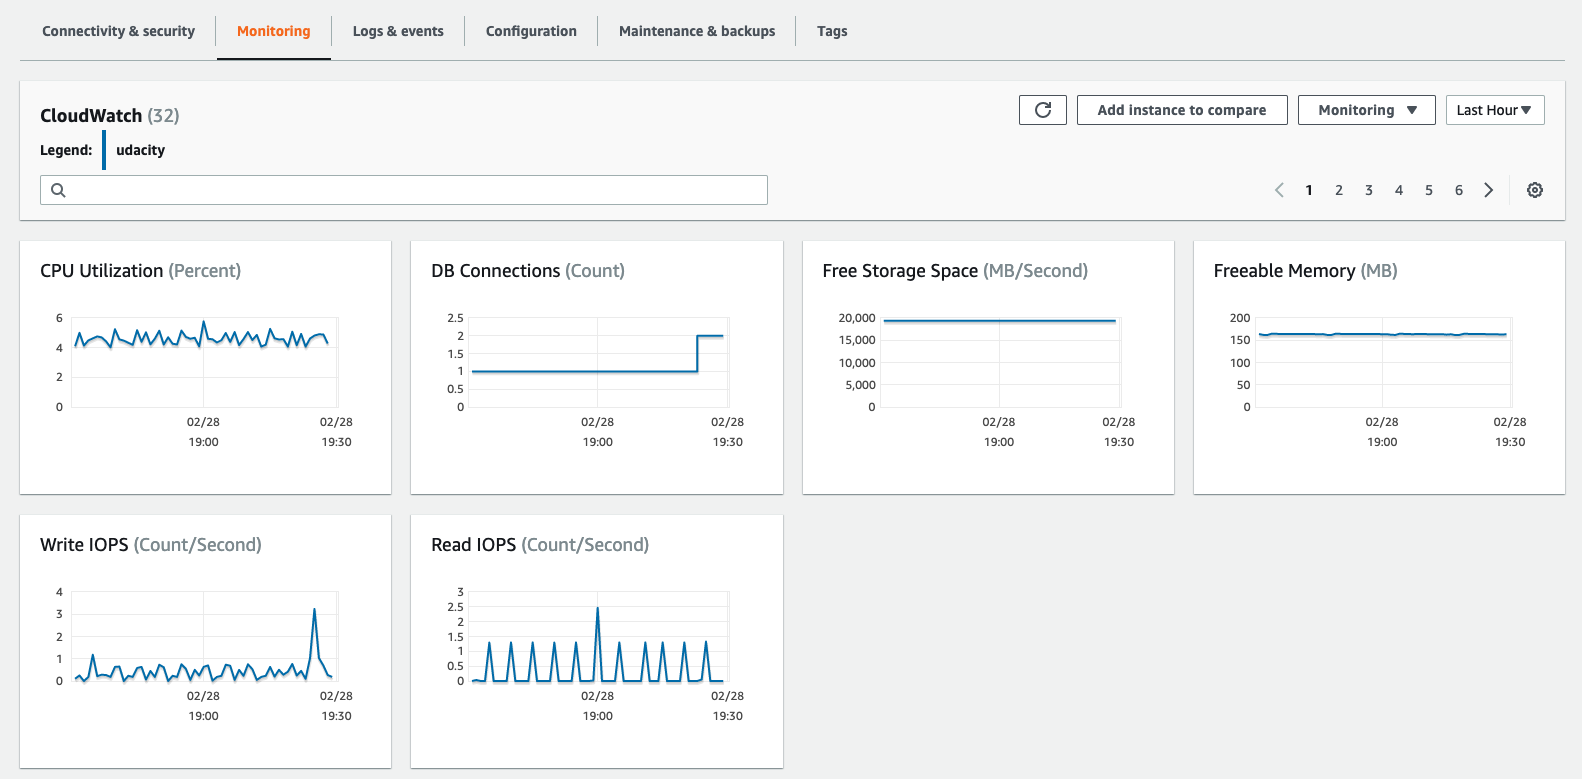 Connectivity & security
Monitoring
Logs & events
Configuration
Maintenance & backups
Tags
CloudWatch (32)
Add instance to compare
Monitoring
Last Hour
Legend:
udacity
1 2 3 4 5 6
CPU Utilization (Percent)
6
4
2
0
02/28
19:00
02/28
19:30
DB Connections (Count)
2.5
2
1.5
1
0.5
0
02/28
19:00
02/28
19:30
Free Storage Space (MB/Second)
20,000
15,000
10,000
5,000
0
02/28
19:00
02/28
19:30
Freeable Memory (MB)
200
150
100
50
0
02/28
19:00
02/28
19:30
Write IOPS (Count/Second)
4
3
2
1
0
02/28
19:00
02/28
19:30
Read IOPS (Count/Second)
3
2.5
2
1.5
1
0.5
0
02/28
19:00
02/28
19:30